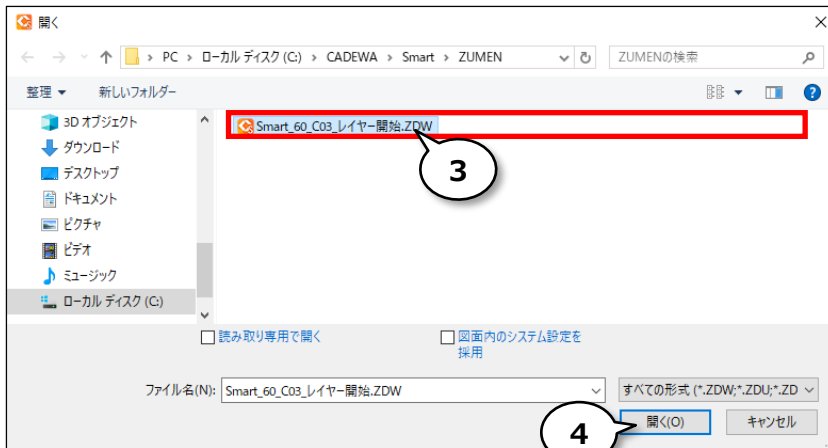 開く
PC › ローカル ディスク (C:) › CADEWA › Smart › ZUMEN
ZUMENの検索
整理
新しいフォルダー
3D オブジェクト
ダウンロード
デスクトップ
ドキュメント
ピクチャ
ビデオ
ミュージック
ローカル ディスク (C:)
Smart_60_C03_レイヤー開始.ZDW
3
読み取り専用で開く
図面内のシステム設定を
採用
ファイル名(N):
Smart_60_C03_レイヤー開始.ZDW
すべての形式 (*.ZDW;*.ZDU;*.ZD
開く(O)
キャンセル
4